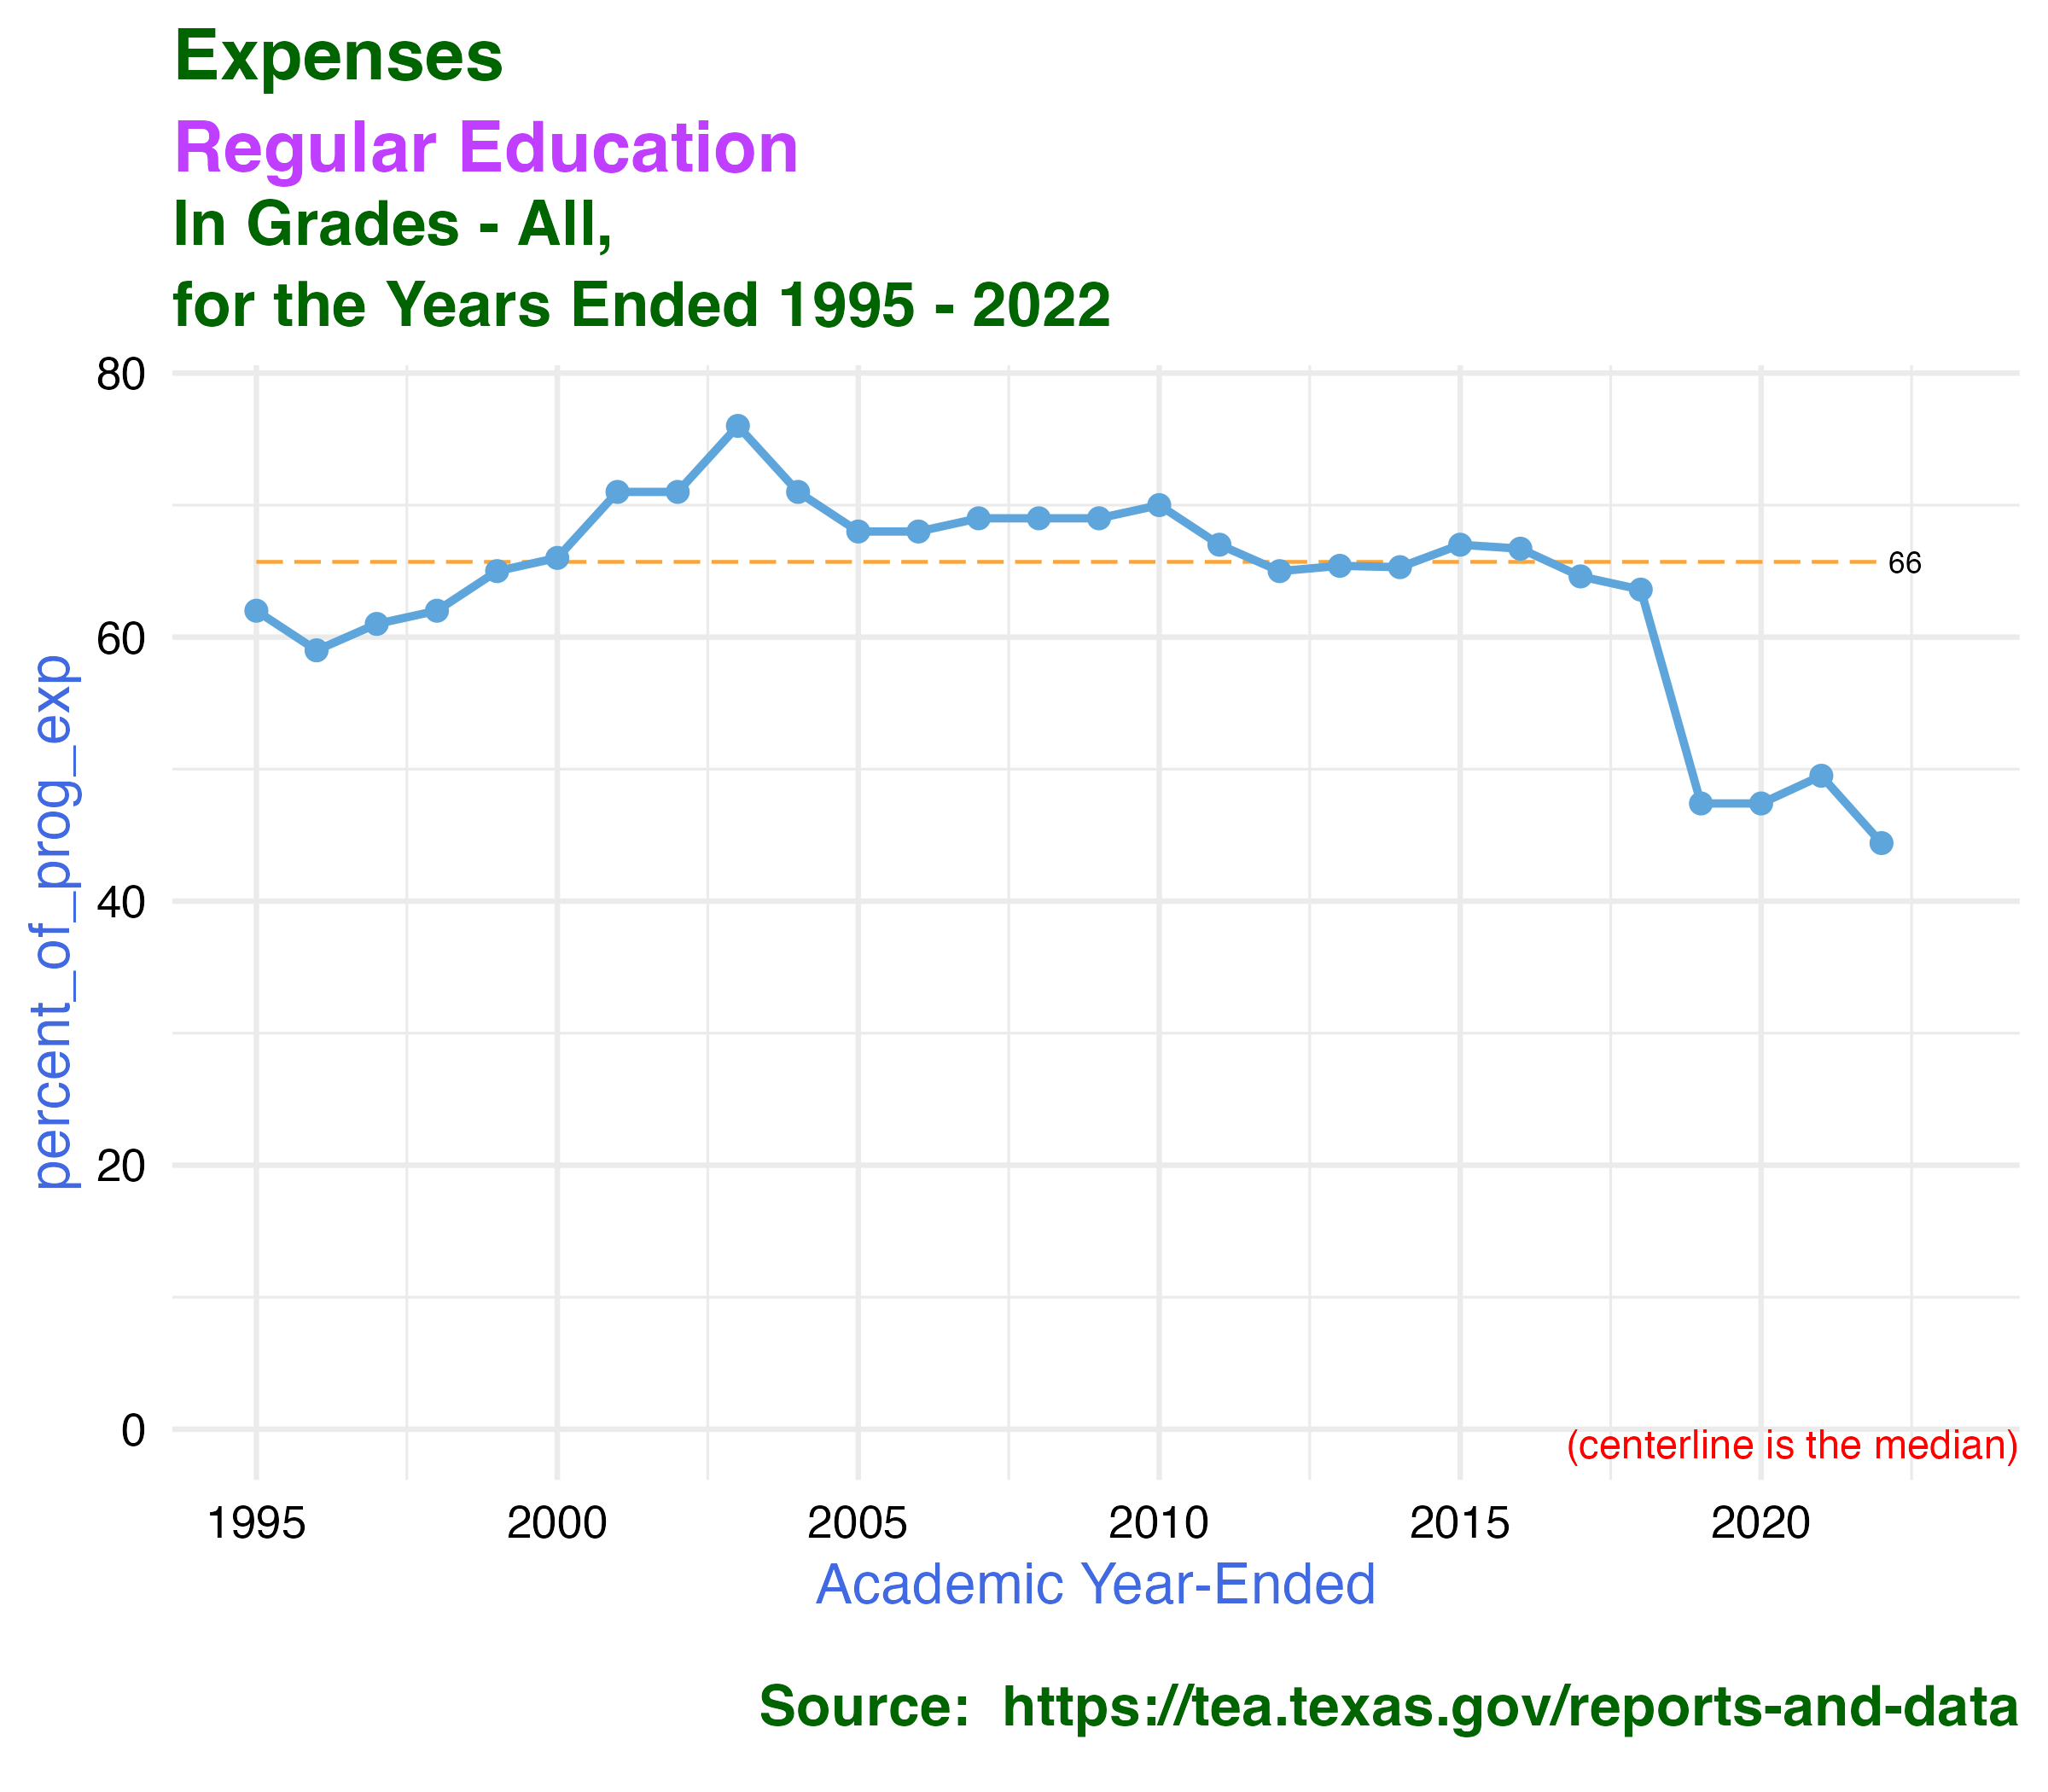 Expenses
Regular Education
In Grades - All,
for the Years Ended 1995 - 2022
80
60
40
20
0
percent_of_prog_exp
66
(centerline is the median)
1995 2000 2005 2010 2015 2020
Academic Year-Ended
Source:  https://tea.texas.gov/reports-and-data